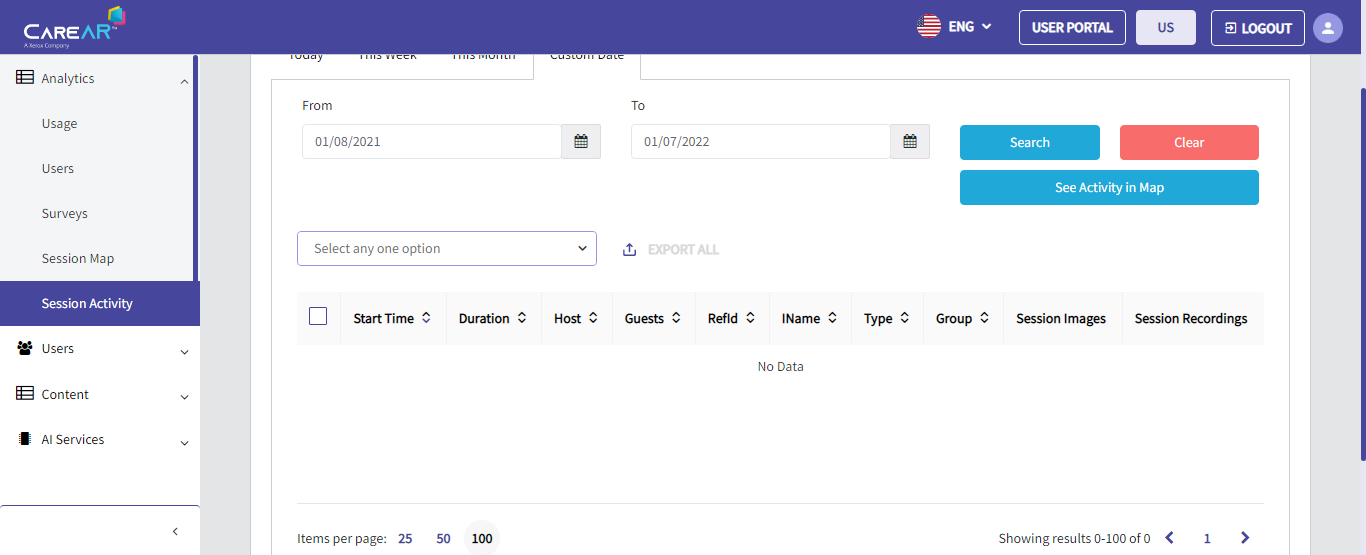 CAREAR™
A Xerox Company
ENG
USER PORTAL
US
LOGOUT
Analytics
Usage
Users
Surveys
Session Map
Session Activity
Users
Content
AI Services
Today This Week This Month Custom Date
From To
01/08/2021 01/07/2022
Search Clear
See Activity in Map
Select any one option EXPORT ALL
Start Time Duration Host Guests RefId IName Type Group Session Images Session Recordings
No Data
Items per page: 25 50 100 Showing results 0-100 of 0 1